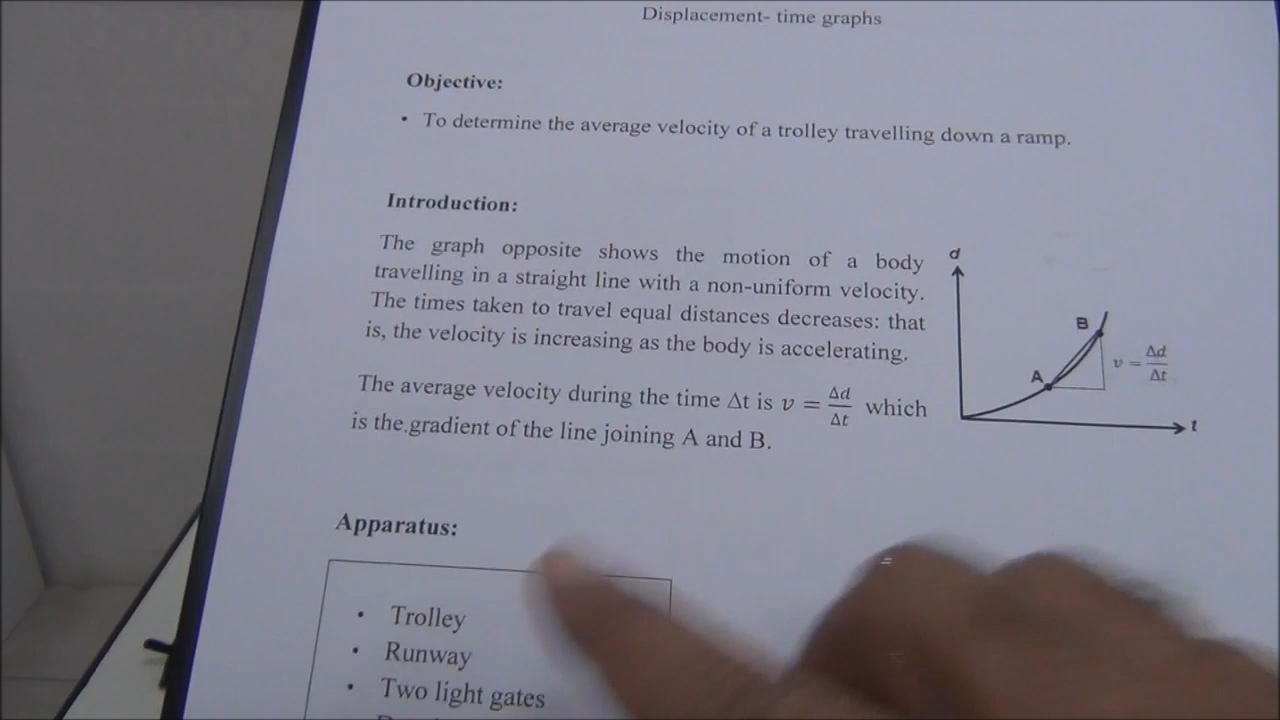 Displacement- time graphs
Objective:
• To determine the average velocity of a trolley travelling down a ramp.
Introduction:
The graph opposite shows the motion of a body
travelling in a straight line with a non-uniform velocity.
The times taken to travel equal distances decreases: that
is, the velocity is increasing as the body is accelerating.
The average velocity during the time Δt is v = Δd/Δt which
is the gradient of the line joining A and B.
d
B
A
v = Δd/Δt
t
Apparatus:
• Trolley
• Runway
• Two light gates